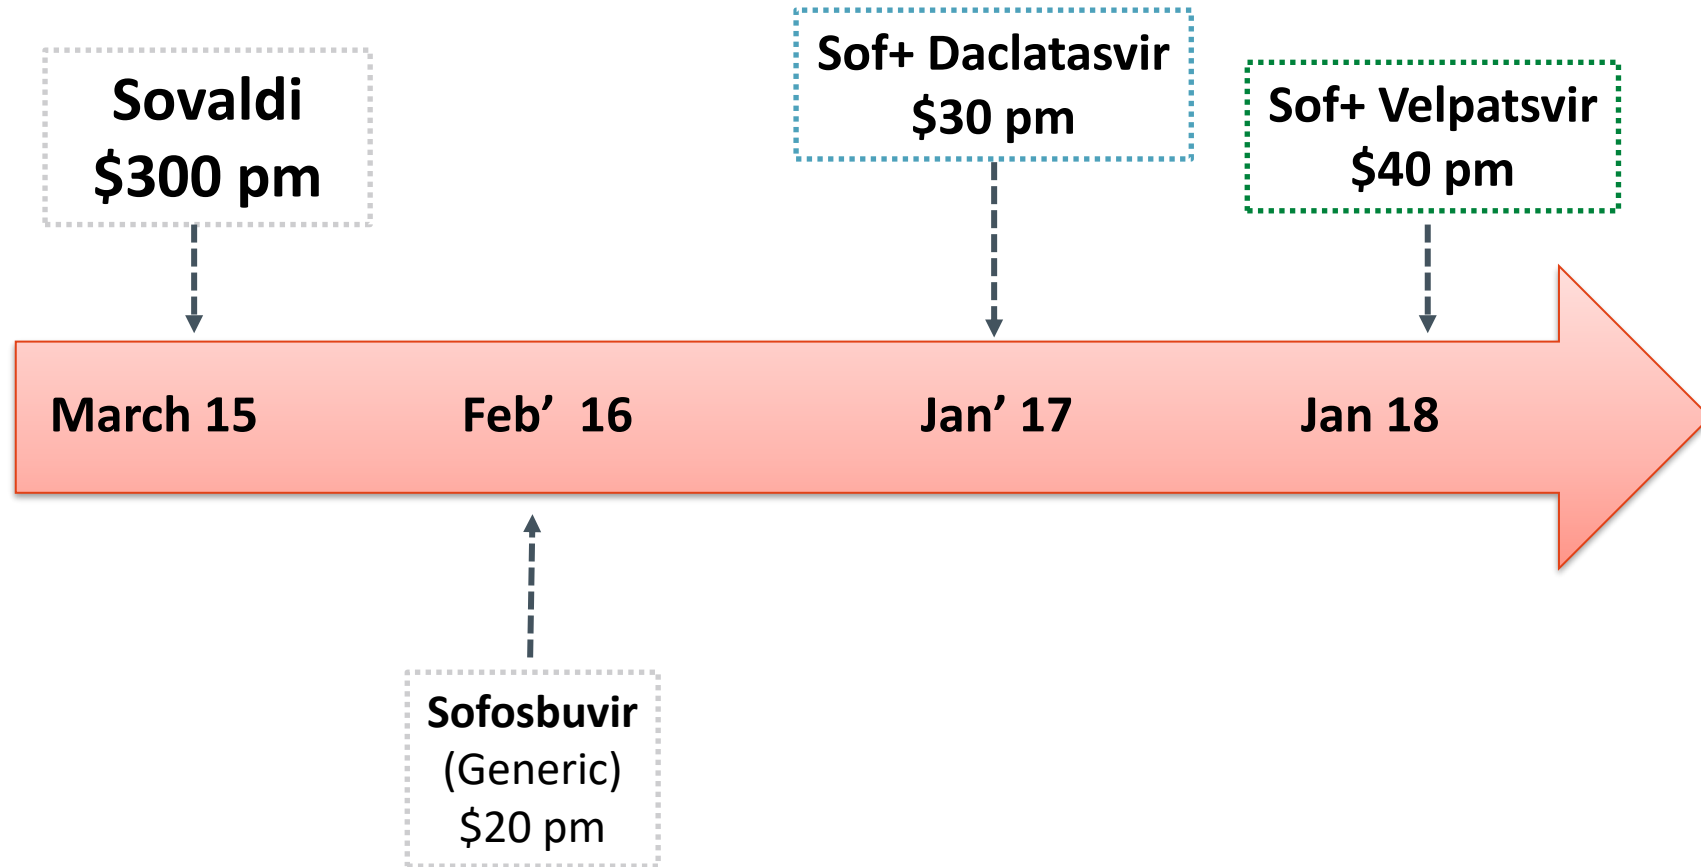 Sovaldi
$300 pm
Sof+ Daclatasvir
$30 pm
Sof+ Velpatsvir
$40 pm
March 15
Feb’ 16
Jan’ 17
Jan 18
Sofosbuvir
(Generic)
$20 pm